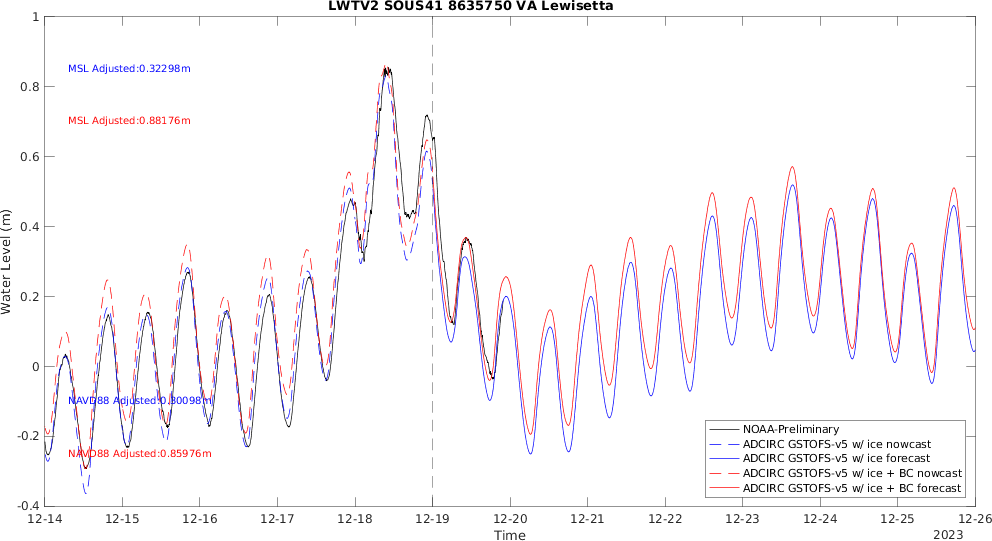 LWTV2 SOUS41 8635750 VA Lewisetta
1
0.8
0.6
0.4
0.2
0
-0.2
-0.4
Water Level (m)
MSL Adjusted:0.32298m
MSL Adjusted:0.88176m
NAVD88 Adjusted:0.30098m
NAVD88 Adjusted:0.85976m
NOAA-Preliminary
ADCIRC GSTOFS-v5 w/ ice nowcast
ADCIRC GSTOFS-v5 w/ ice forecast
ADCIRC GSTOFS-v5 w/ ice + BC nowcast
ADCIRC GSTOFS-v5 w/ ice + BC forecast
12-14 12-15 12-16 12-17 12-18 12-19 12-20 12-21 12-22 12-23 12-24 12-25 12-26
Time
2023